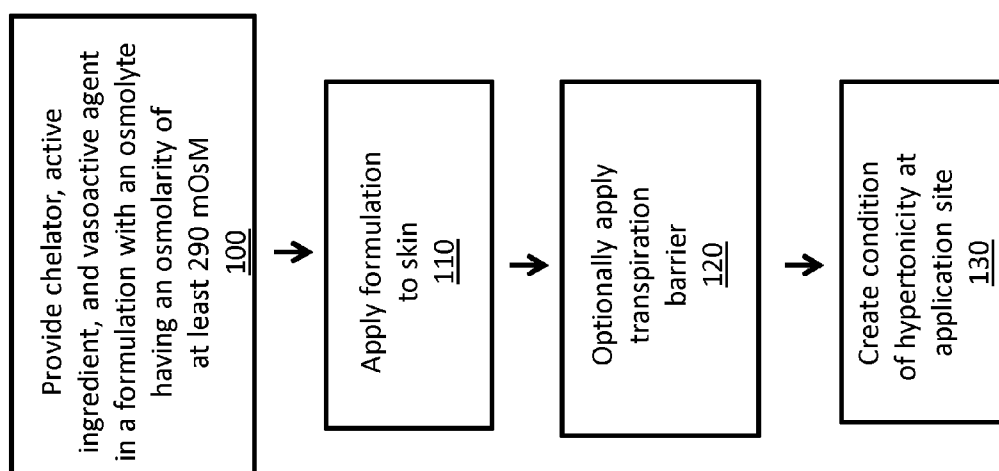 Provide chelator, active
ingredient, and vasoactive agent
in a formulation with an osmolyte
having an osmolarity of
at least 290 mOsM
100
Apply formulation
to skin
110
Optionally apply
transpiration
barrier
120
Create condition
of hypertonicity at
application site
130